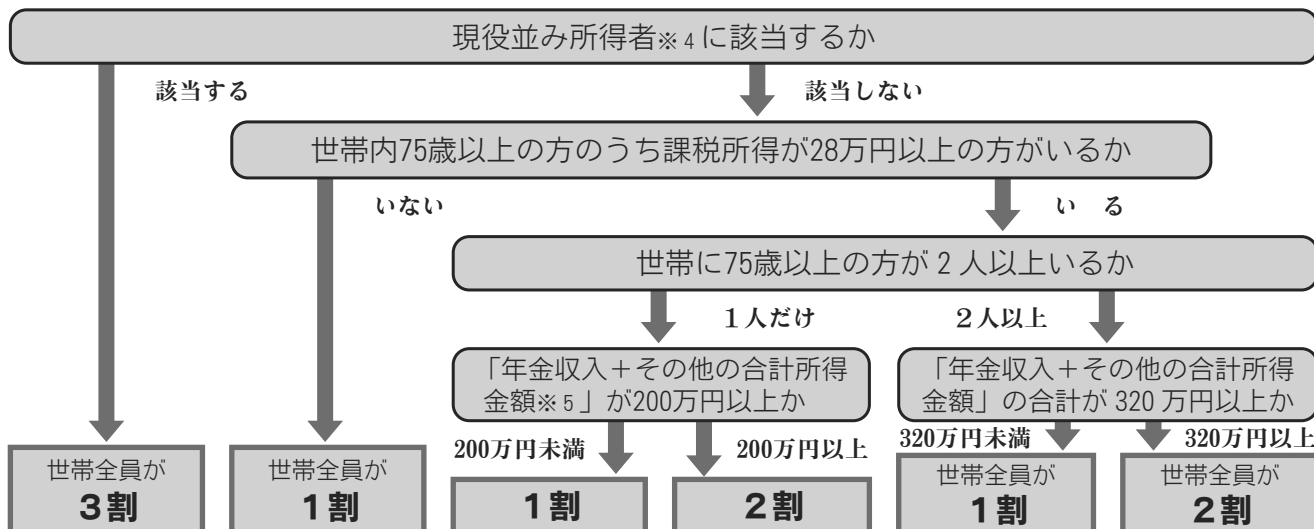 現役並み所得者※4に該当するか
該当する
該当しない
世帯内75歳以上の方のうち課税所得が28万円以上の方がいるか
いない
い　る
世帯に75歳以上の方が2人以上いるか
1人だけ
2人以上
「年金収入+その他の合計所得
金額※5」が200万円以上か
「年金収入+その他の合計所得
金額」の合計が320万円以上か
200万円未満
200万円以上
320万円未満
320万円以上
世帯全員が
3割
世帯全員が
1割
1割
2割
世帯全員が
1割
世帯全員が
2割